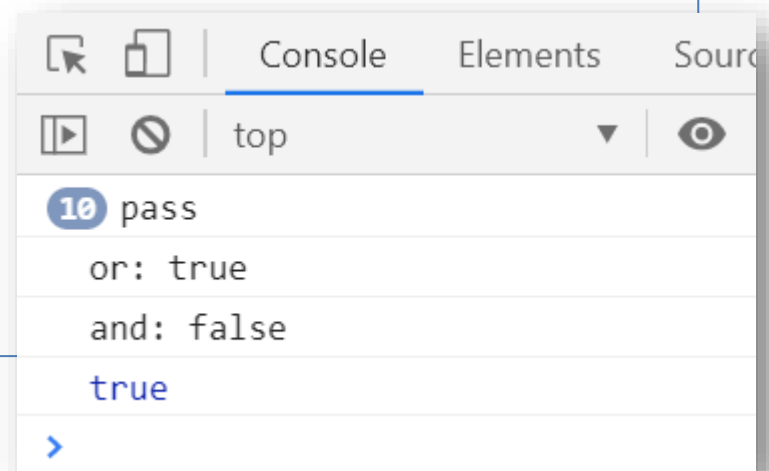 Console Elements Sourc
top
10 pass
or: true
and: false
true